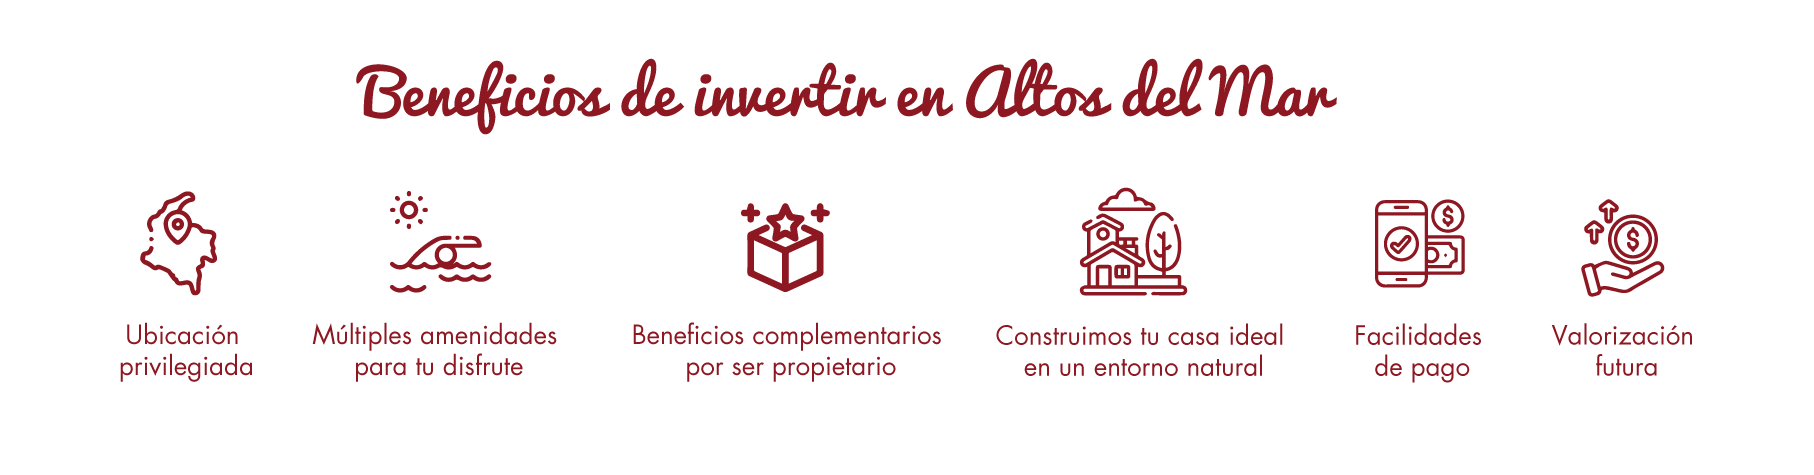 Beneficios de invertir en Altos del Mar
Ubicación
privilegiada
Múltiples amenidades
para tu disfrute
Beneficios complementarios
por ser propietario
Construimos tu casa ideal
en un entorno natural
$
Facilidades
de pago
$
Valorización
futura